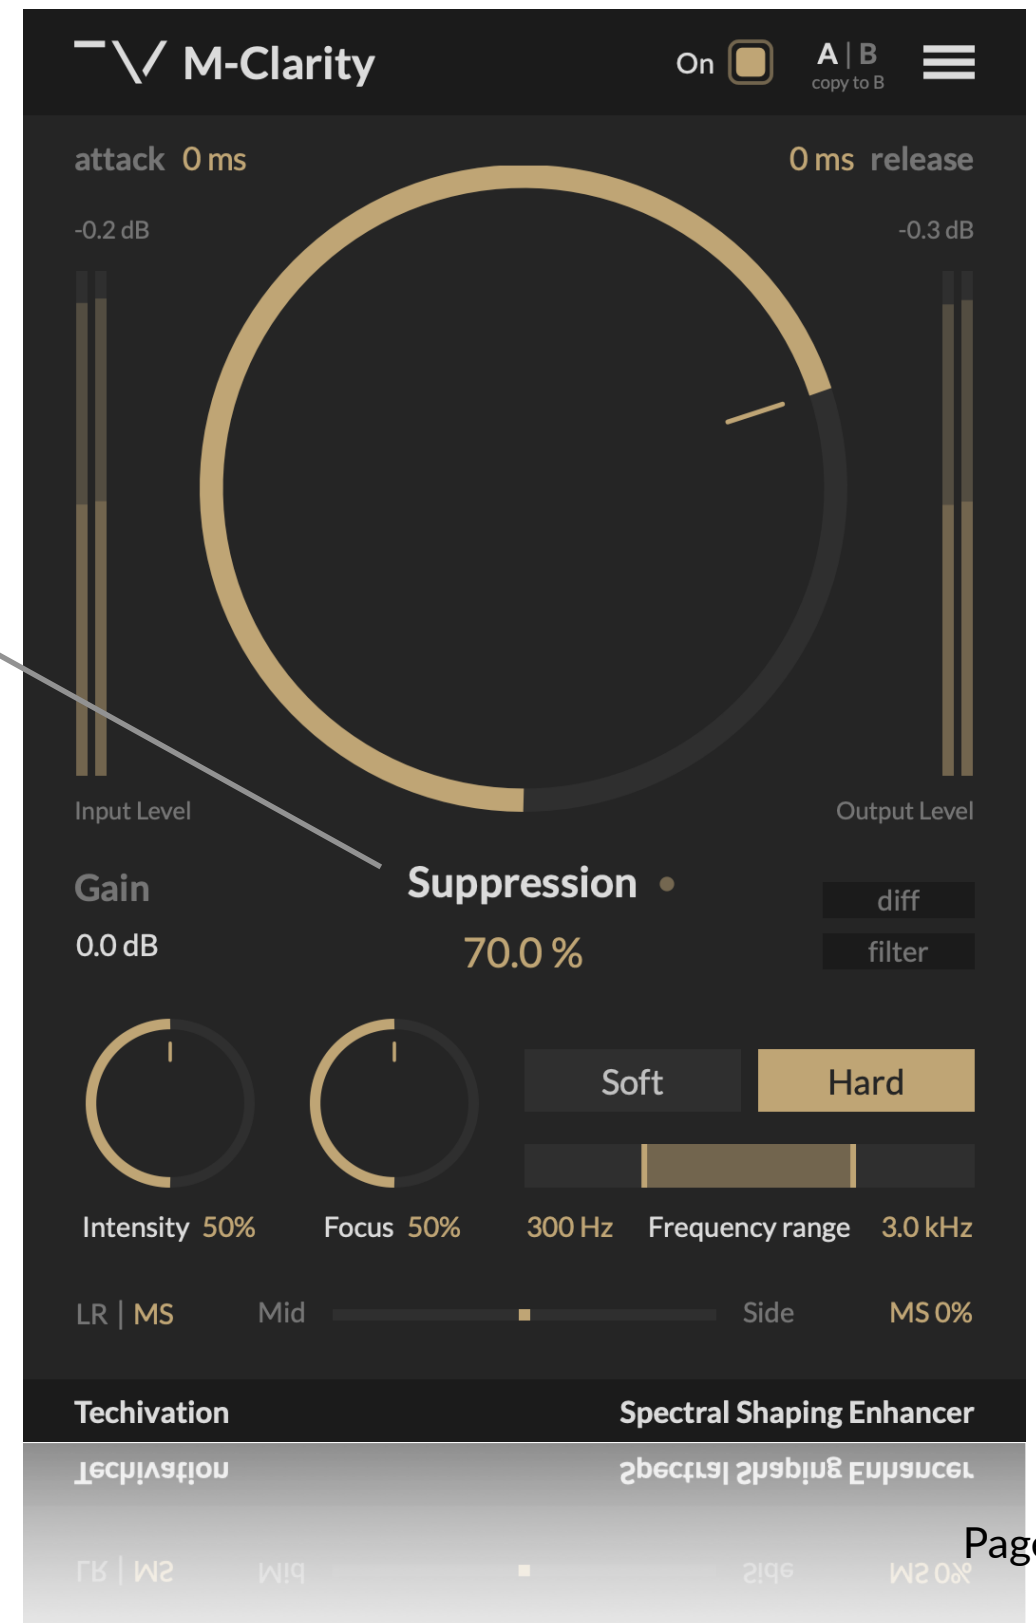 M-Clarity
On
A | B
copy to B
attack 0 ms
0 ms release
-0.2 dB
-0.3 dB
Input Level
Output Level
Gain
0.0 dB
Suppression
70.0 %
diff
filter
Soft
Hard
Intensity 50%
Focus 50%
300 Hz Frequency range 3.0 kHz
LR | MS
Mid
Side
MS 0%
Techivation
Spectral Shaping Enhancer
Techivation
Spectral Shaping Enhancer
Page
LR | MS
Mid
Side
MS 0%